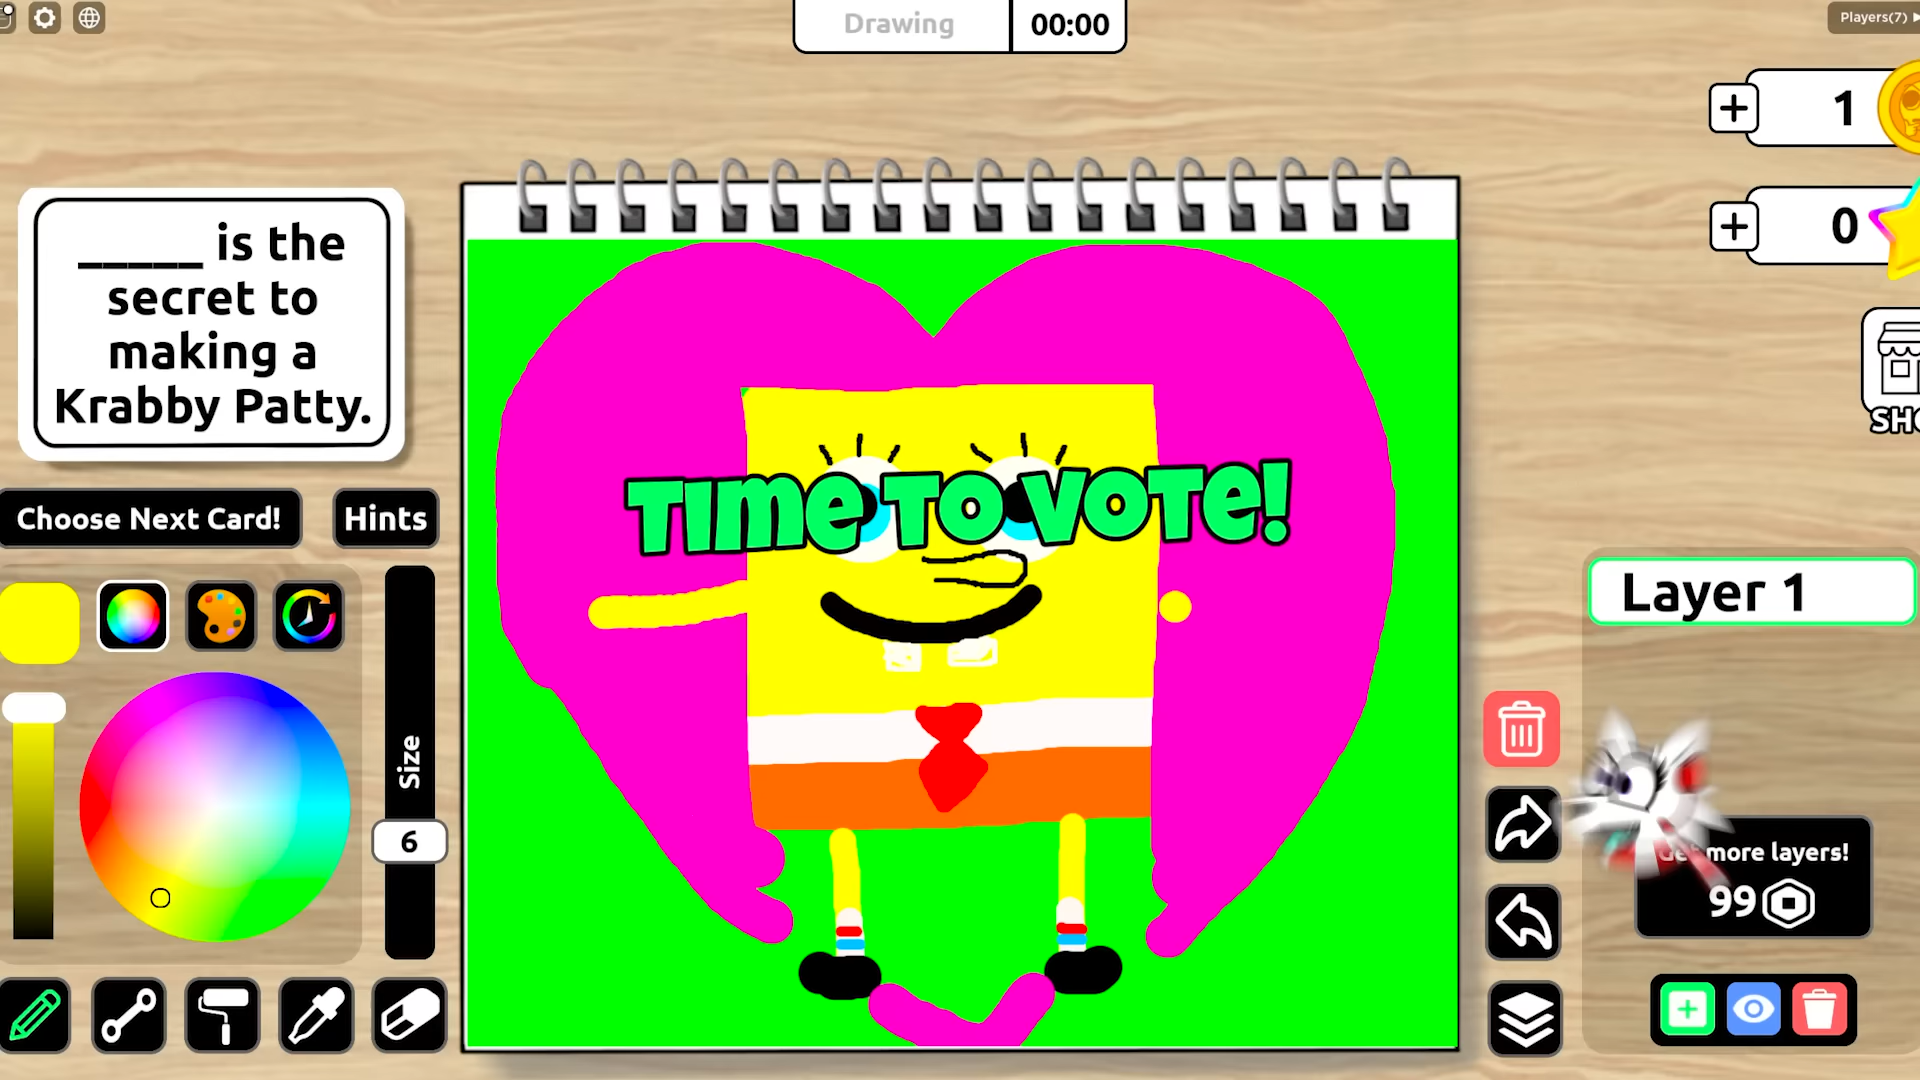 Drawing 00:00
Players(7)
1
0
_____ is the
secret to
making a
Krabby Patty.
Choose Next Card!
Hints
TIME TO VOTE!
Layer 1
Size
6
more layers!
99